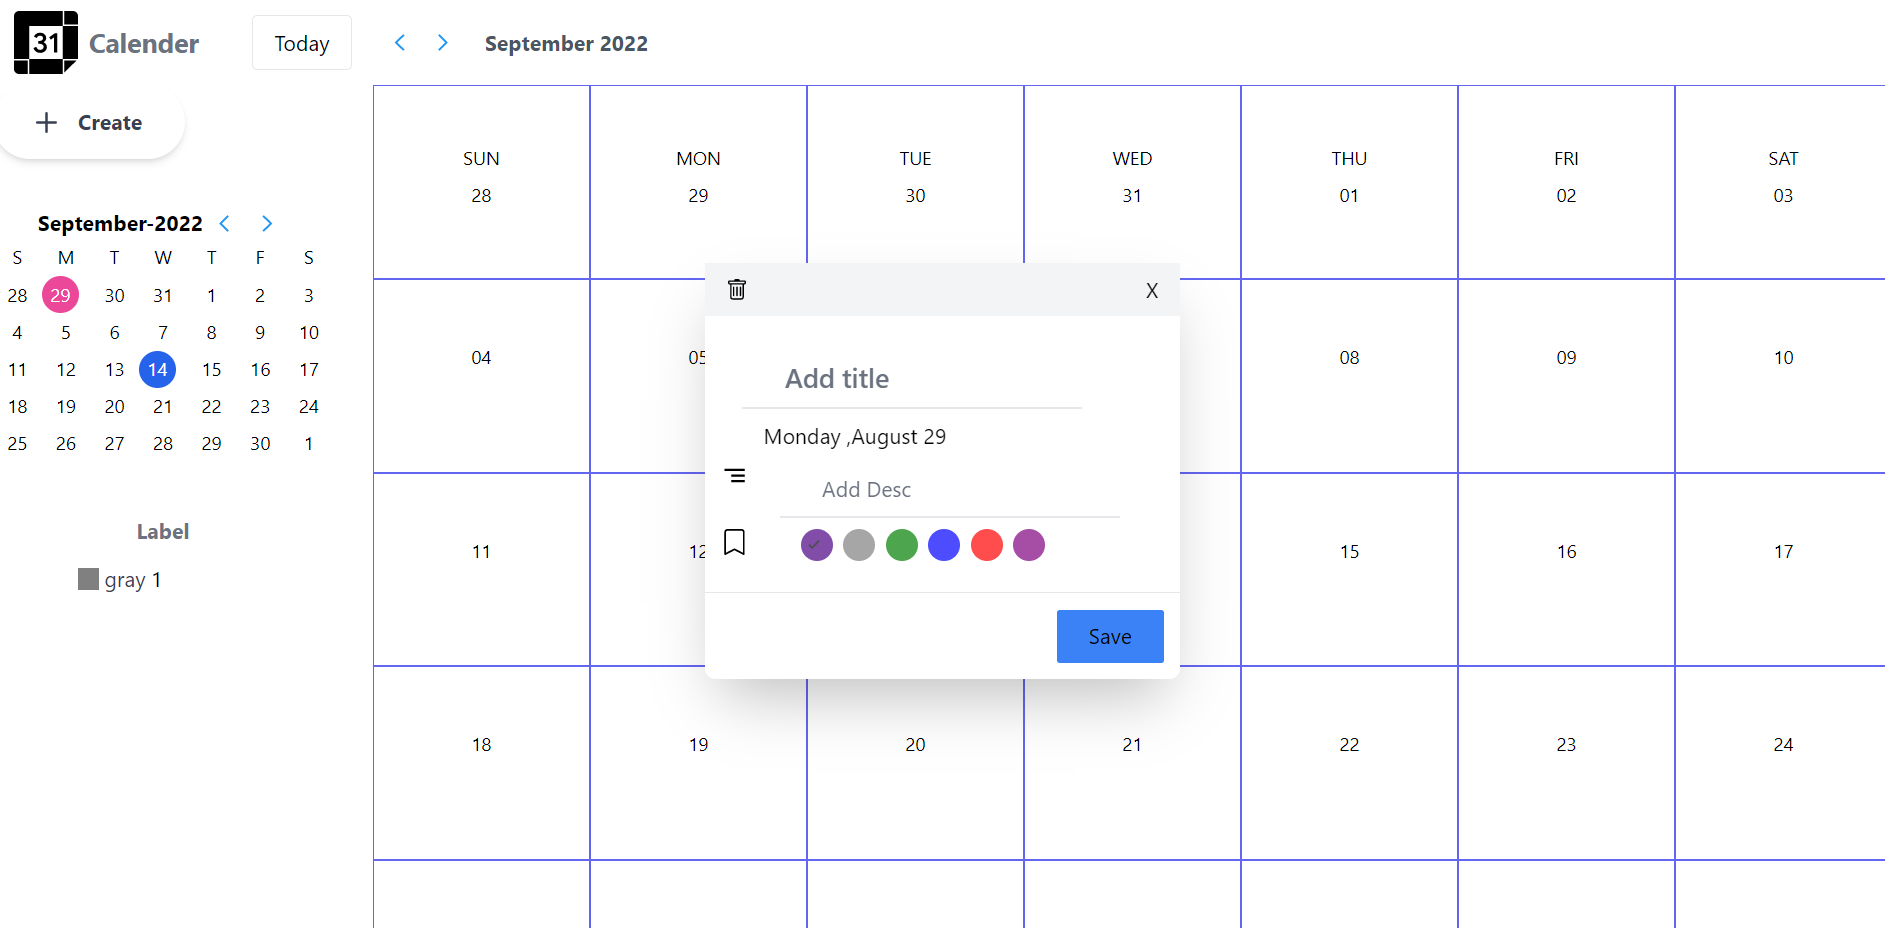 31 Calender Today < > September 2022
+ Create
September-2022 < >
S M T W T F S
28 29 30 31 1 2 3
4 5 6 7 8 9 10
11 12 13 14 15 16 17
18 19 20 21 22 23 24
25 26 27 28 29 30 1
Label
gray 1
SUN MON TUE WED THU FRI SAT
28 29 30 31 01 02 03
04 05 08 09 10
11 12 15 16 17
18 19 20 21 22 23 24
X
Add title
Monday ,August 29
Add Desc
Save